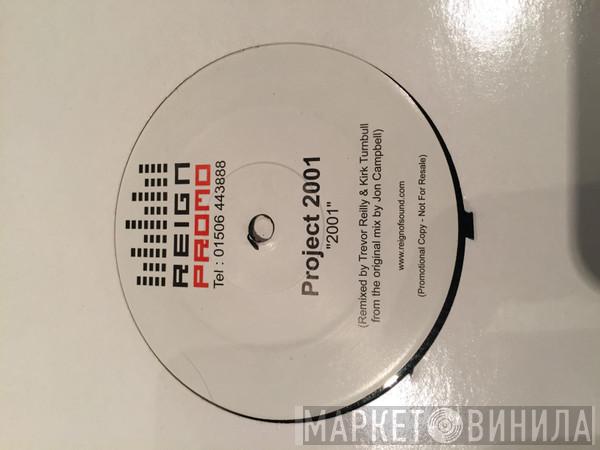 REIGN
PROMO
Tel : 01506 443888
Project 2001
"2001"
(Remixed by Trevor Reilly & Kirk Turnbull
from the original mix by Jon Campbell)
www.reignofsound.com
(Promotional Copy - Not For Resale)
МАРКЕТ ВИНИЛА